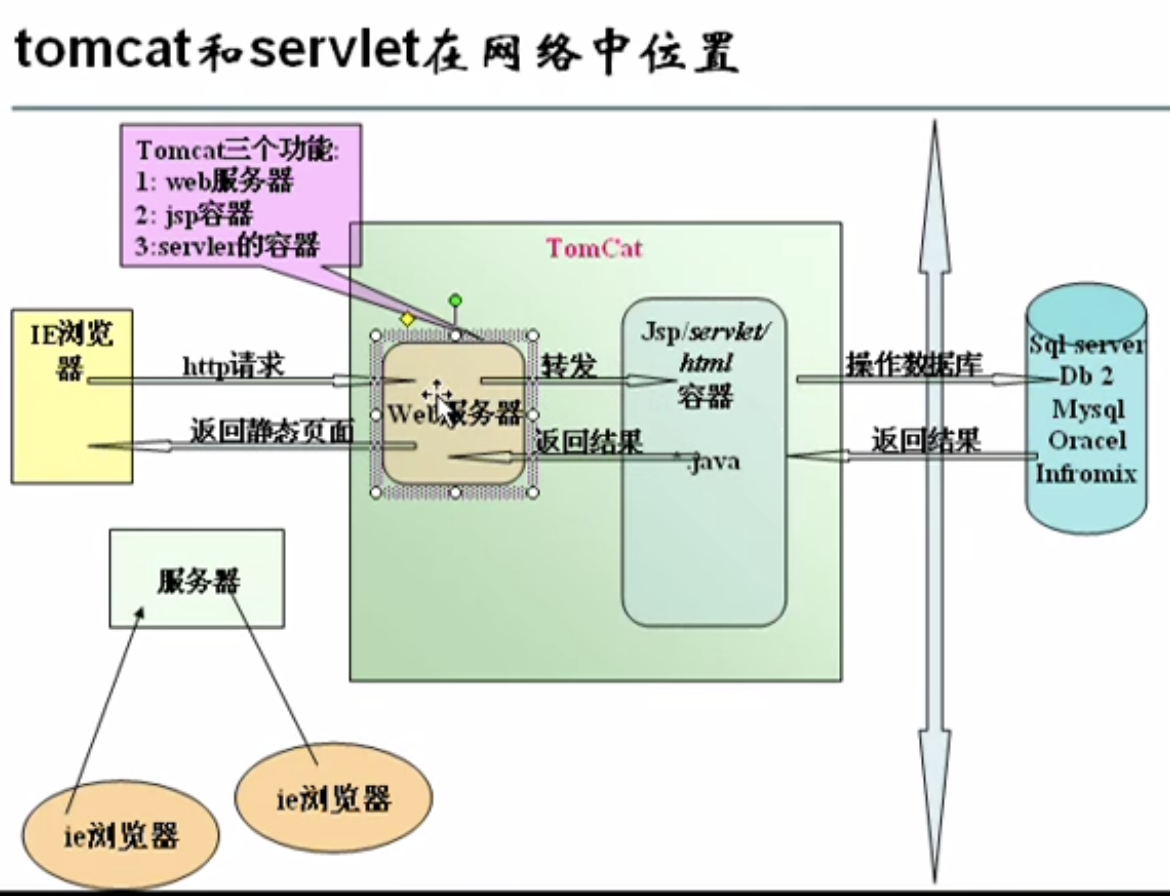 tomcat和servlet在网络中位置
Tomcat三个功能:
1: web服务器
2: jsp容器
3:servler的容器
TomCat
IE浏览
器
http请求
返回静态页面
Web服务器
转发
返回结果
Jsp/servlet/
html
容器
*.java
操作数据库
返回结果
Sql server
Db 2
Mysql
Oracel
Infromix
服务器
ie浏览器
ie浏览器